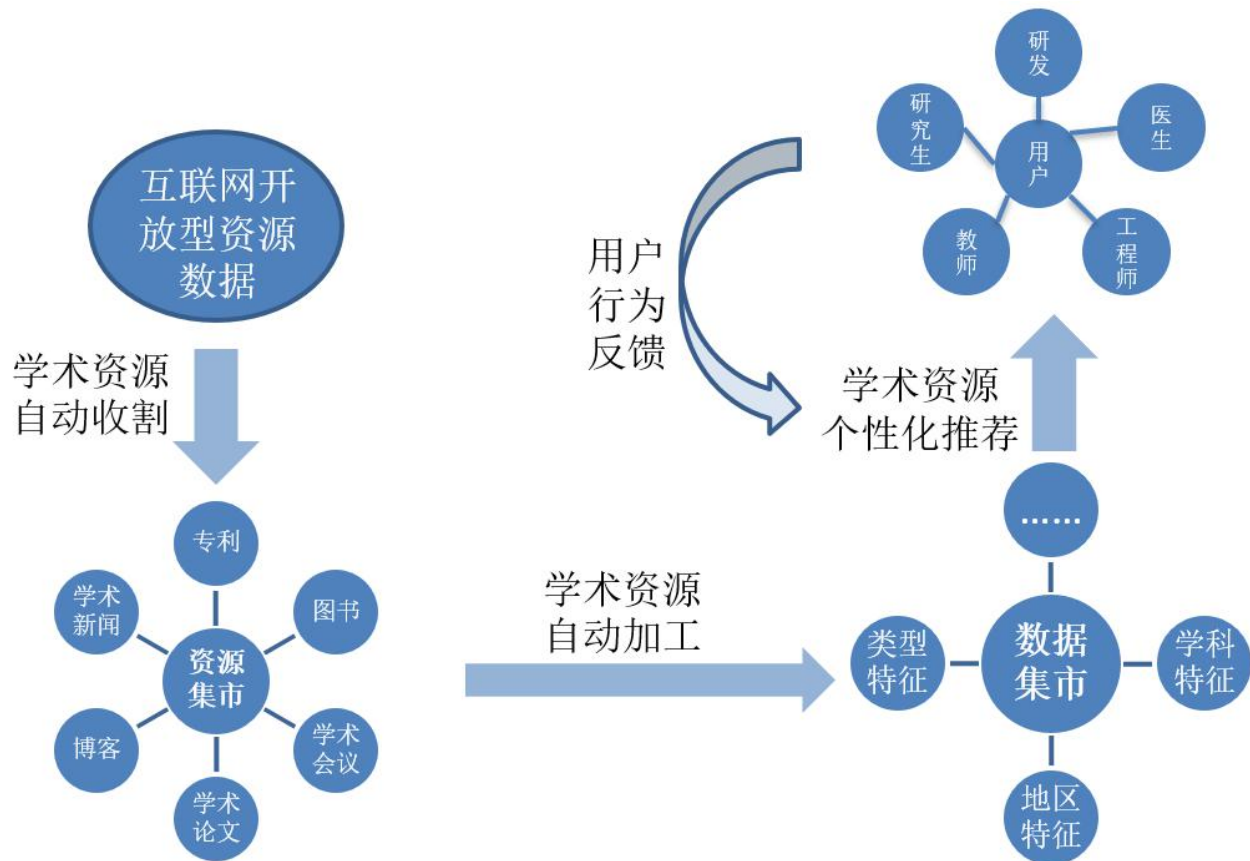 互联网开
放型资源
数据
学术资源
自动收割
专利
学术
新闻
图书
资源
集市
博客
学术
会议
学术
论文
学术资源
自动加工
用户
行为
反馈
研
发
研
究
生
医
生
用
户
教
师
工
程
师
学术资源
个性化推荐
……
类型
特征
数据
集市
学科
特征
地区
特征